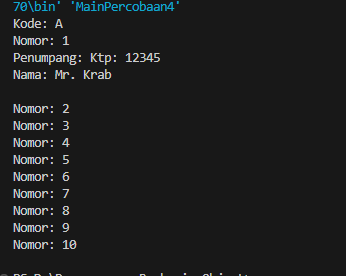 70\bin' 'MainPercobaan4'
Kode: A
Nomor: 1
Penumpang: Ktp: 12345
Nama: Mr. Krab
Nomor: 2
Nomor: 3
Nomor: 4
Nomor: 5
Nomor: 6
Nomor: 7
Nomor: 8
Nomor: 9
Nomor: 10